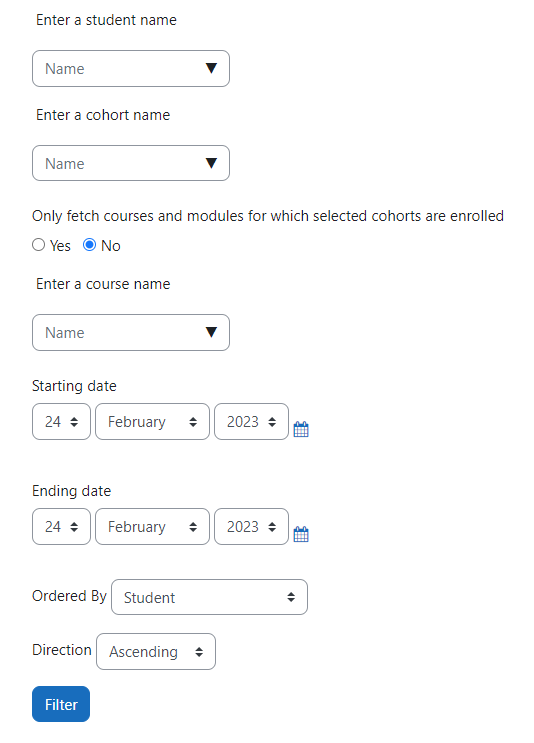 Enter a student name
Name ▼
Enter a cohort name
Name ▼
Only fetch courses and modules for which selected cohorts are enrolled
Yes No
Enter a course name
Name ▼
Starting date
24 February 2023
Ending date
24 February 2023
Ordered By Student
Direction Ascending
Filter